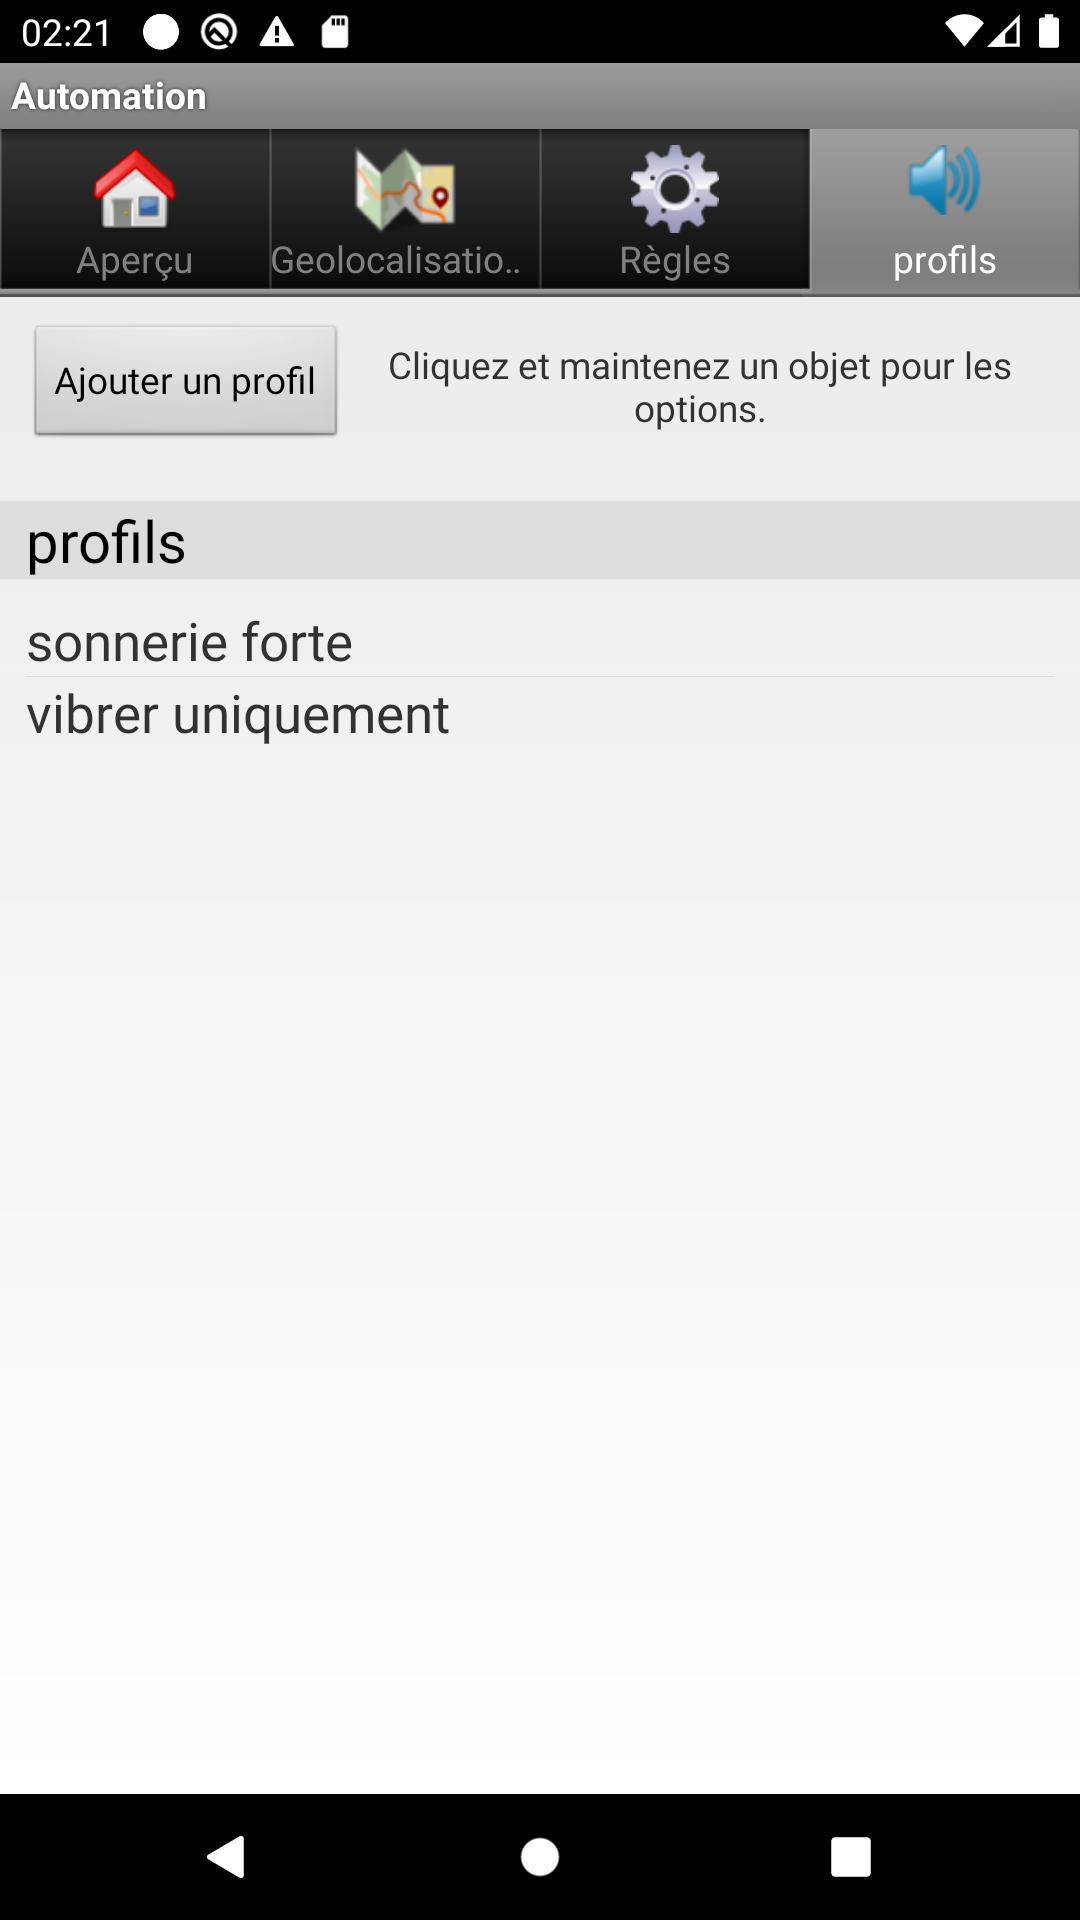 02:21
Automation
Aperçu
Geolocalisatio..
Règles
profils
Ajouter un profil
Cliquez et maintenez un objet pour les
options.
profils
sonnerie forte
vibrer uniquement